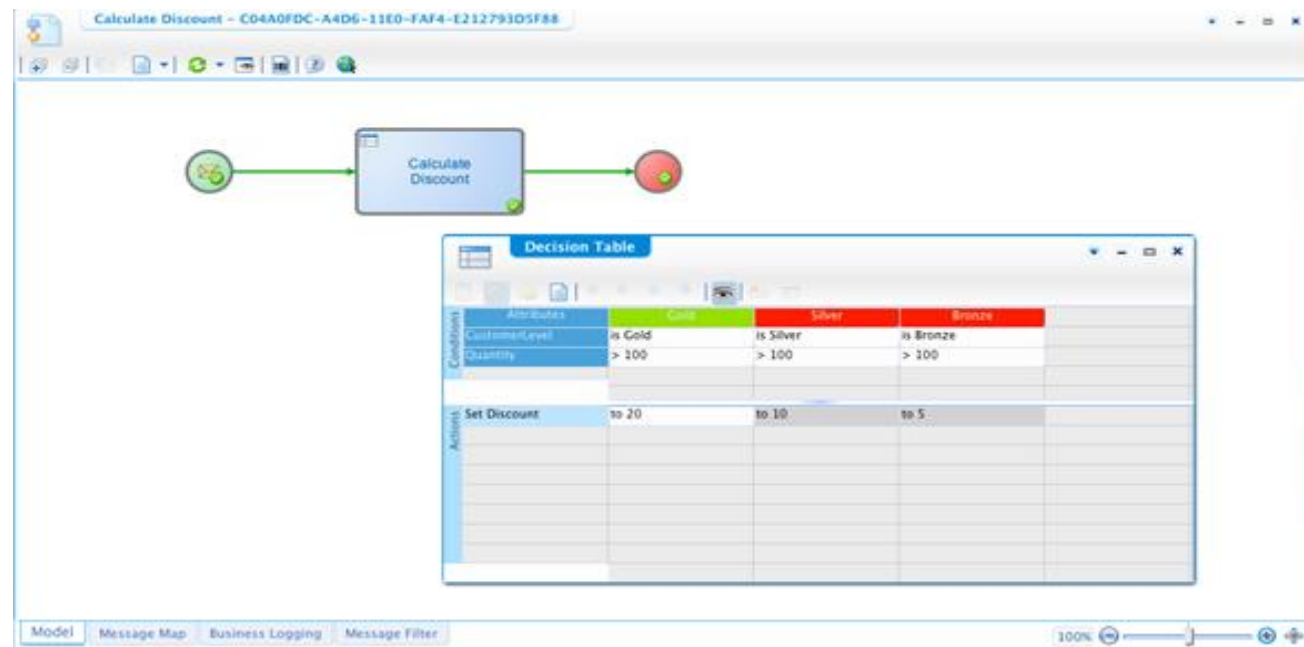 Calculate Discount - C04A0FDC-A4D6-11E0-FAF4-E212793D5F88
Calculate
Discount
Decision Table
Conditions
Attributes Gold Silver Bronze
CustomerLevel is Gold is Silver is Bronze
Quantity > 100 > 100 > 100
Actions
Set Discount to 20 to 10 to 5
Model Message Map Business Logging Message Filter 100%